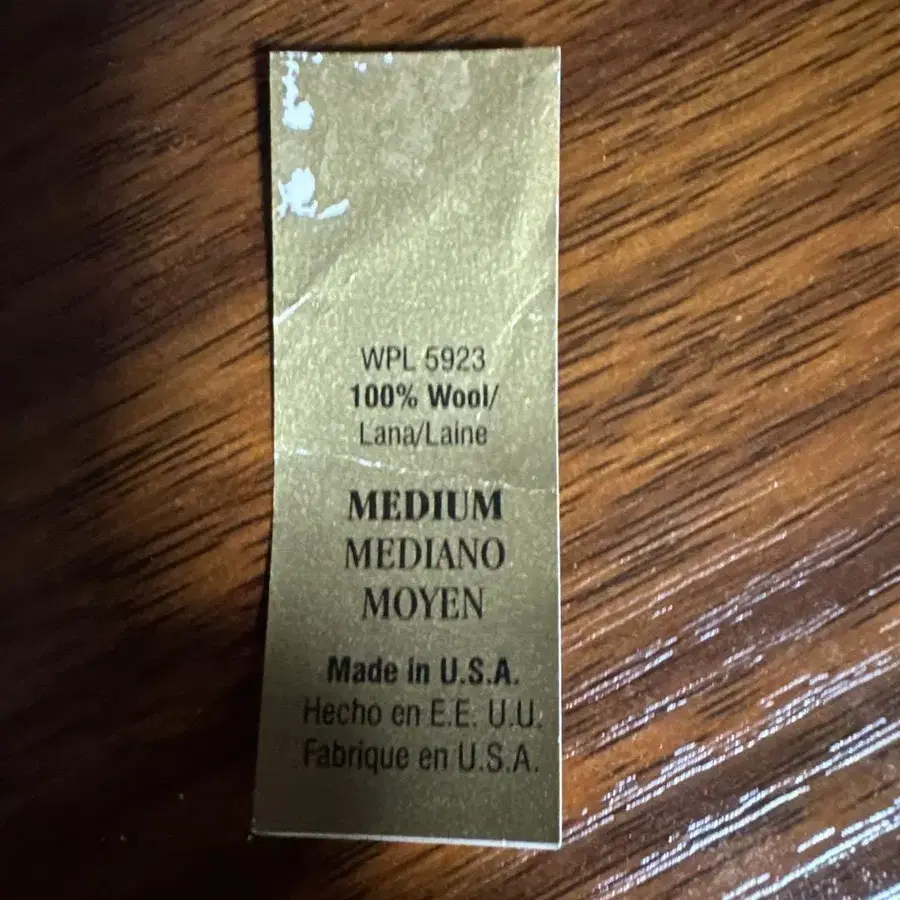 WPL 5923
100% Wool/
Lana/Laine
MEDIUM
MEDIANO
MOYEN
Made in U.S.A.
Hecho en E.E. U.U.
Fabrique en U.S.A.